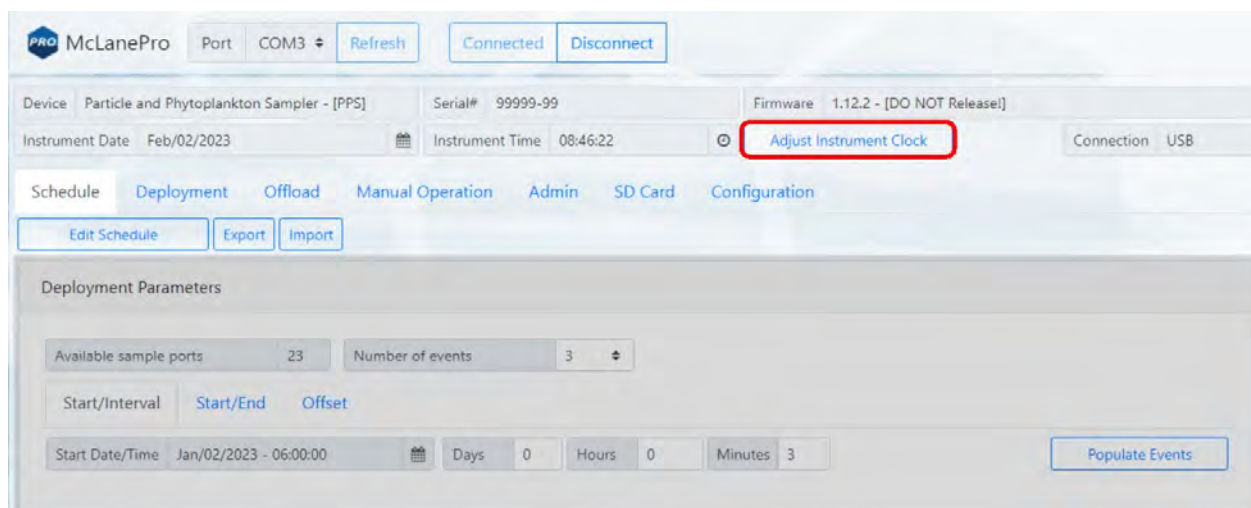 PRO McLanePro Port COM3 Refresh Connected Disconnect
Device Particle and Phytoplankton Sampler - [PPS] Serial# 99999-99 Firmware 1.12.2 - [DO NOT Release!]
Instrument Date Feb/02/2023 Instrument Time 08:46:22 Adjust Instrument Clock Connection USB
Schedule Deployment Offload Manual Operation Admin SD Card Configuration
Edit Schedule Export Import
Deployment Parameters
Available sample ports 23 Number of events 3
Start/Interval Start/End Offset
Start Date/Time Jan/02/2023 - 06:00:00 Days 0 Hours 0 Minutes 3 Populate Events